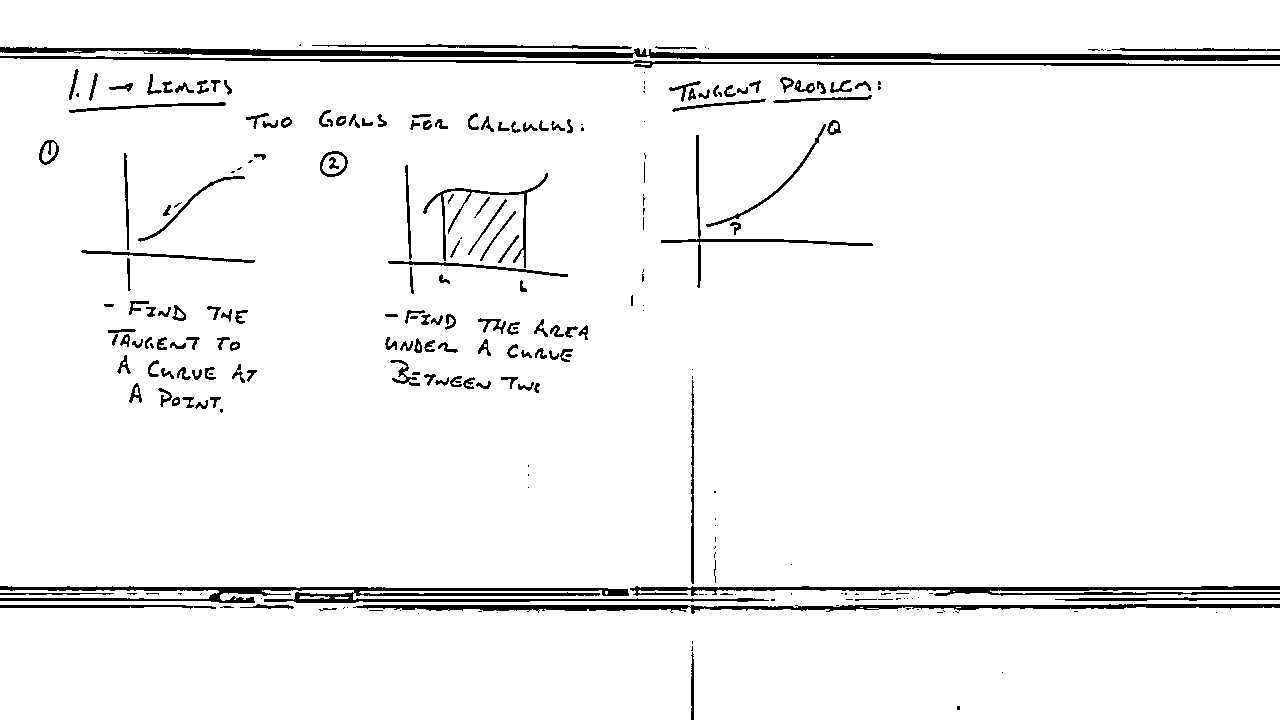 1.1 → LIMITS
TWO GOALS FOR CALCULUS:
①
②
a b
- FIND THE
TANGENT TO
A CURVE AT
A POINT.
- FIND THE AREA
UNDER A CURVE
BETWEEN TWO
TANGENT PROBLEM:
Q
P